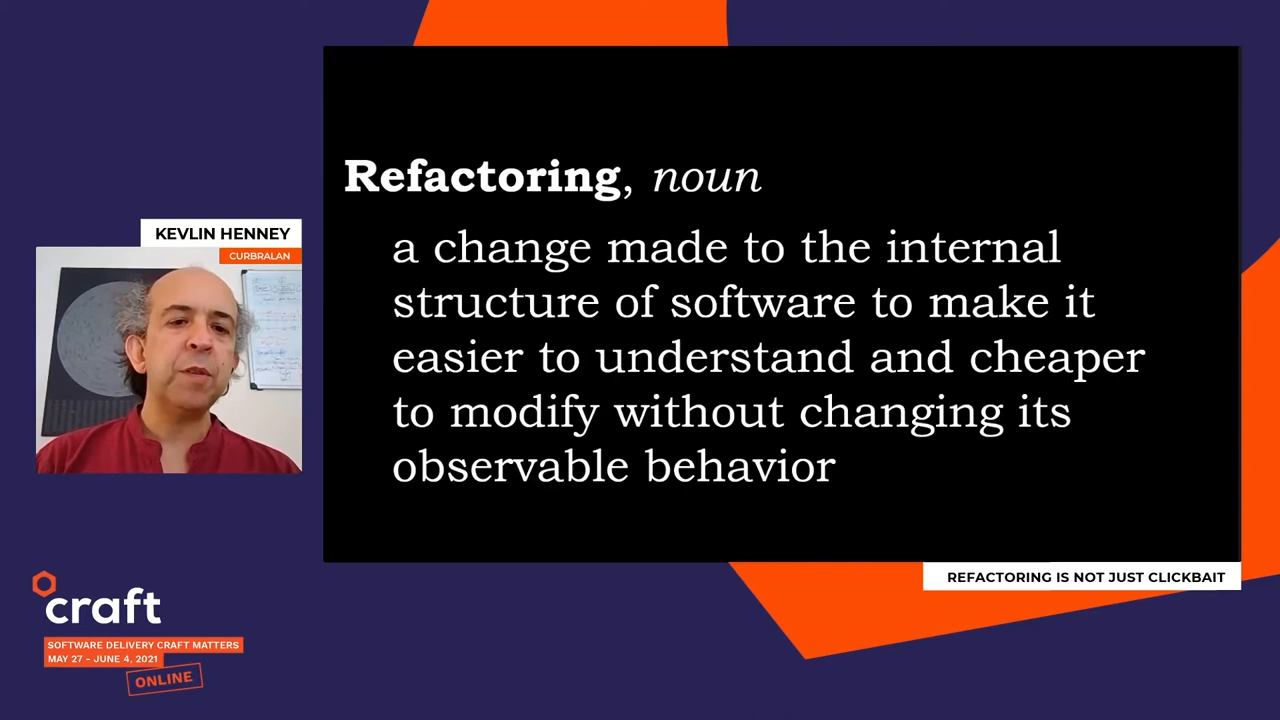 KEVLIN HENNEY
CURBRALAN
Refactoring, noun
a change made to the internal
structure of software to make it
easier to understand and cheaper
to modify without changing its
observable behavior
REFACTORING IS NOT JUST CLICKBAIT
craft
SOFTWARE DELIVERY CRAFT MATTERS
MAY 27 - JUNE 4, 2021
ONLINE